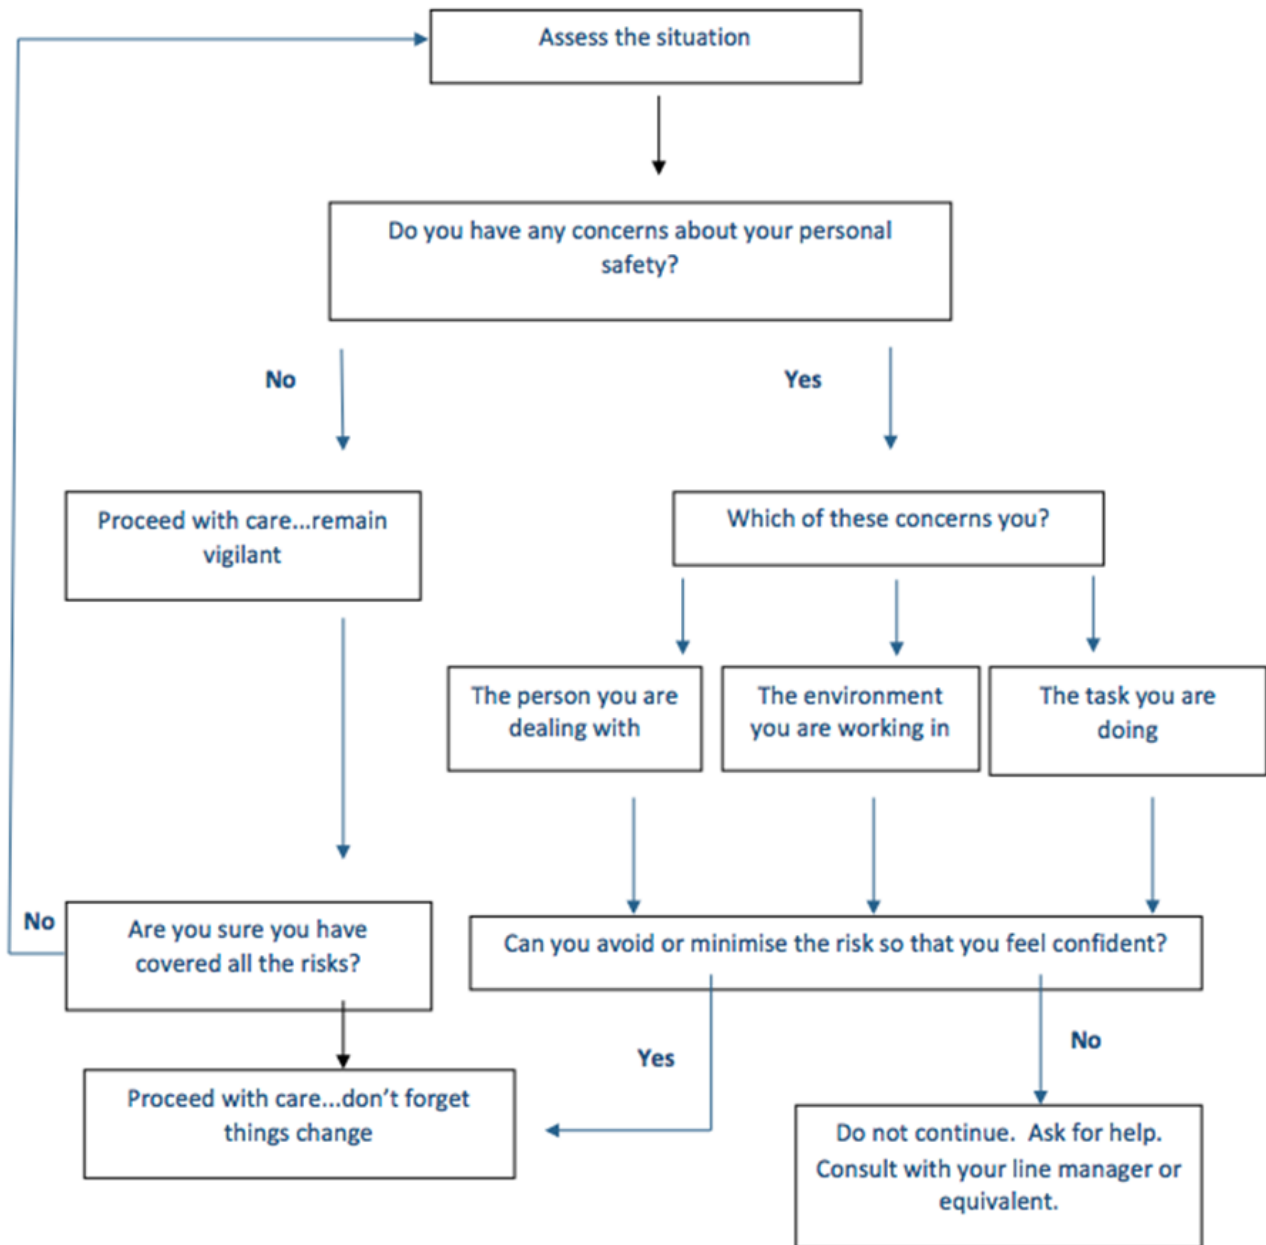 Assess the situation
Do you have any concerns about your personal
safety?
No
Yes
Proceed with care...remain
vigilant
Which of these concerns you?
The person you are
dealing with
The environment
you are working in
The task you are
doing
No
Are you sure you have
covered all the risks?
Can you avoid or minimise the risk so that you feel confident?
Yes
No
Proceed with care...don’t forget
things change
Do not continue.  Ask for help.
Consult with your line manager or
equivalent.